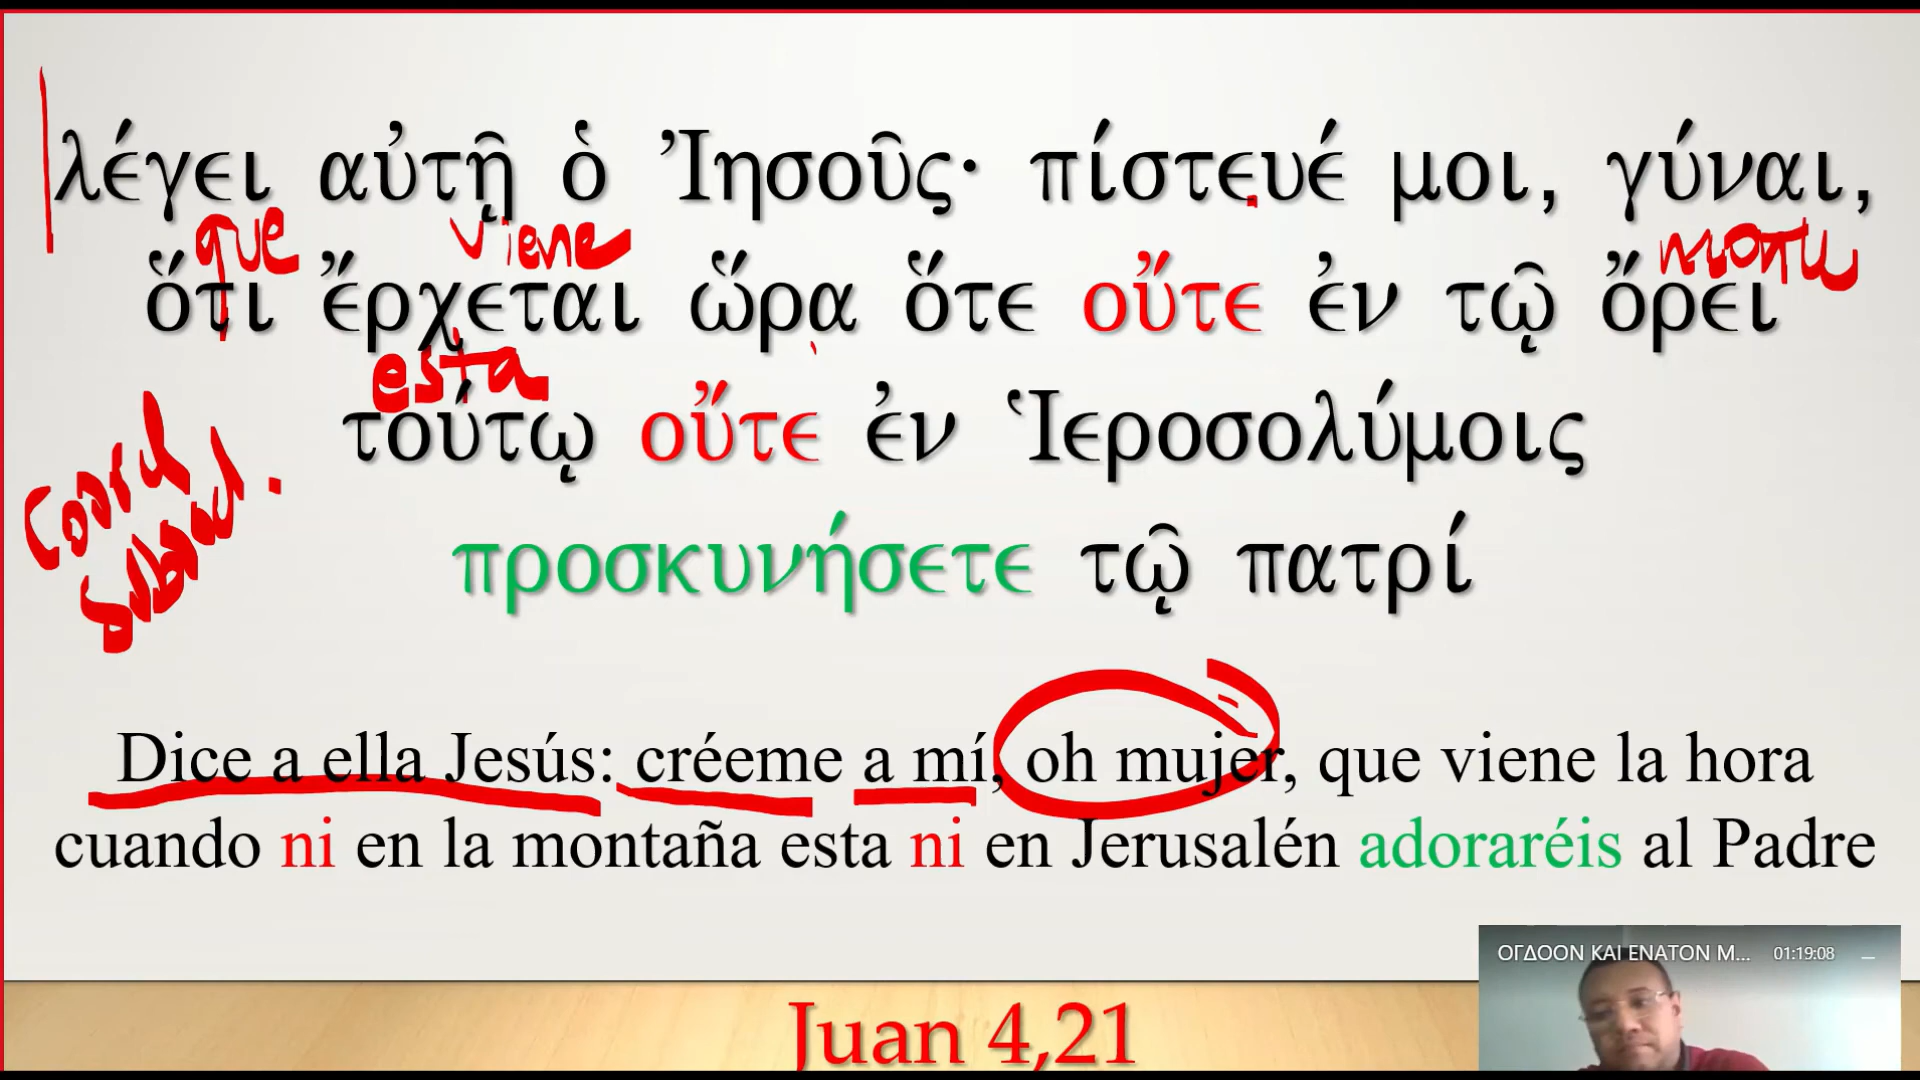 λέγει αὐτῇ ὁ Ἰησοῦς· πίστευέ μοι, γύναι,
que viene
ὅτι ἔρχεται ὥρα ὅτε οὔτε ἐν τῷ ὄρει
esta
τούτῳ οὔτε ἐν Ἱεροσολύμοις
προσκυνήσετε τῷ πατρί
Dice a ella Jesús: créeme a mí, oh mujer, que viene la hora
cuando ni en la montaña esta ni en Jerusalén adoraréis al Padre
ΟΓΔΟΟΝ ΚΑΙ ΕΝΑΤΟΝ Μ... 01:19:08
Juan 4,21